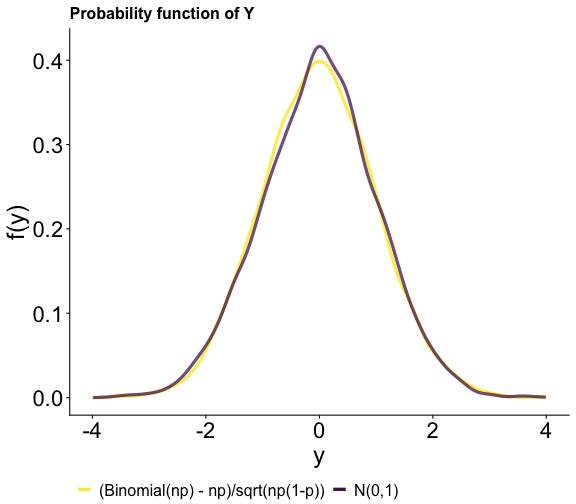 Probability function of Y
f(y)
0.4
0.3
0.2
0.1
0.0
-4 -2 0 2 4
y
(Binomial(np) - np)/sqrt(np(1-p)) N(0,1)